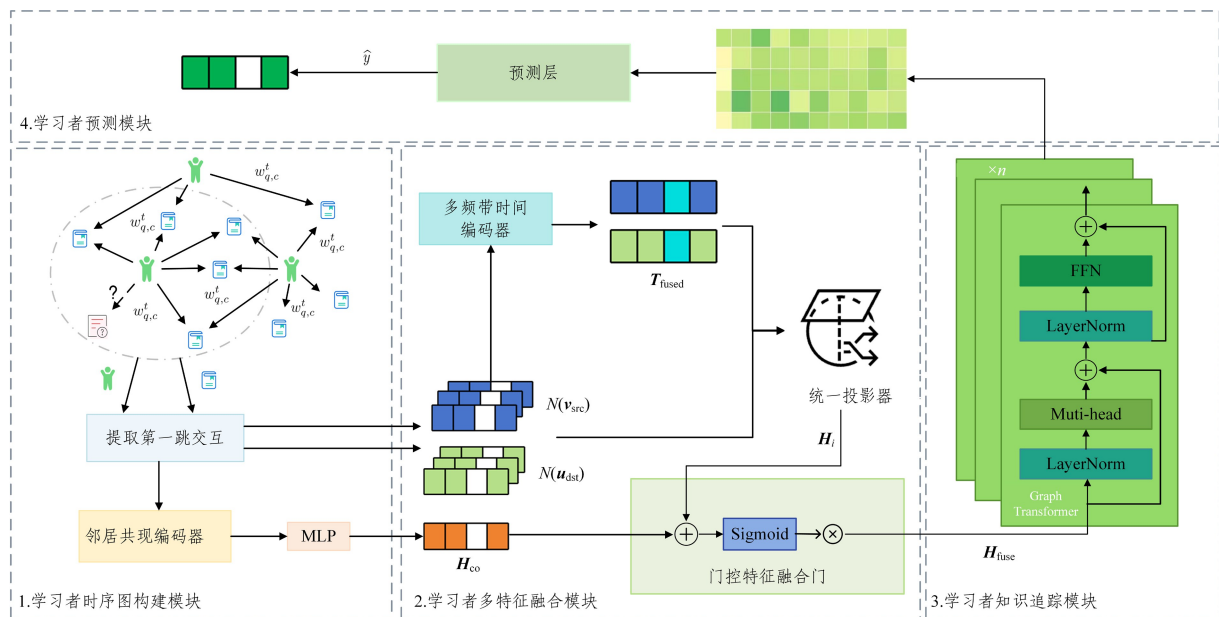 ŷ
预测层
4.学习者预测模块
w^t_{q,c}
w^t_{q,c}
w^t_{q,c}
w^t_{q,c}
?
w^t_{q,c}
w^t_{q,c}
w^t_{q,c}
?
提取第一跳交互
邻居共现编码器
MLP
1.学习者时序图构建模块
多频带时间
编码器
T_fused
N(v_src)
N(u_dst)
H_co
统一投影器
H_i
+
Sigmoid
×
门控特征融合门
2.学习者多特征融合模块
H_fuse
×n
+
FFN
LayerNorm
+
Muti-head
LayerNorm
Graph
Transformer
3.学习者知识追踪模块